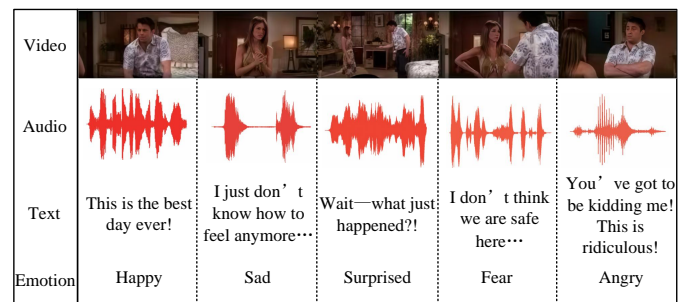 Video
Audio
Text
This is the best
day ever!
I just don’t
know how to
feel anymore⋯
Wait—what just
happened?!
I don’t think
we are safe
here⋯
You’ve got to
be kidding me!
This is
ridiculous!
Emotion
Happy
Sad
Surprised
Fear
Angry